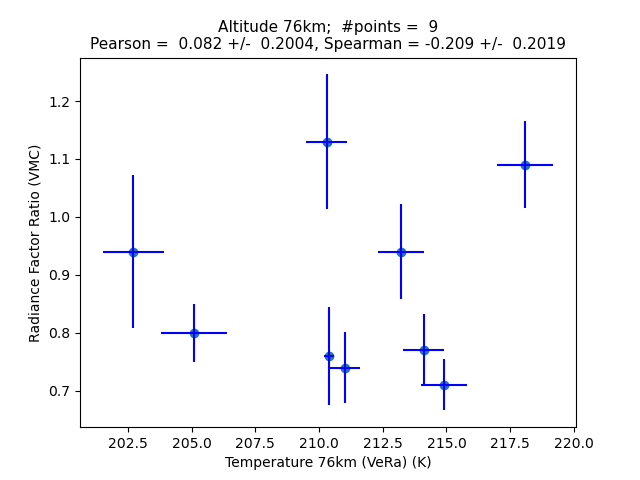 Altitude 76km;  #points =  9
Pearson =  0.082 +/-  0.2004, Spearman = -0.209 +/-  0.2019
1.2
1.1
1.0
0.9
0.8
0.7
Radiance Factor Ratio (VMC)
202.5 205.0 207.5 210.0 212.5 215.0 217.5 220.0
Temperature 76km (VeRa) (K)